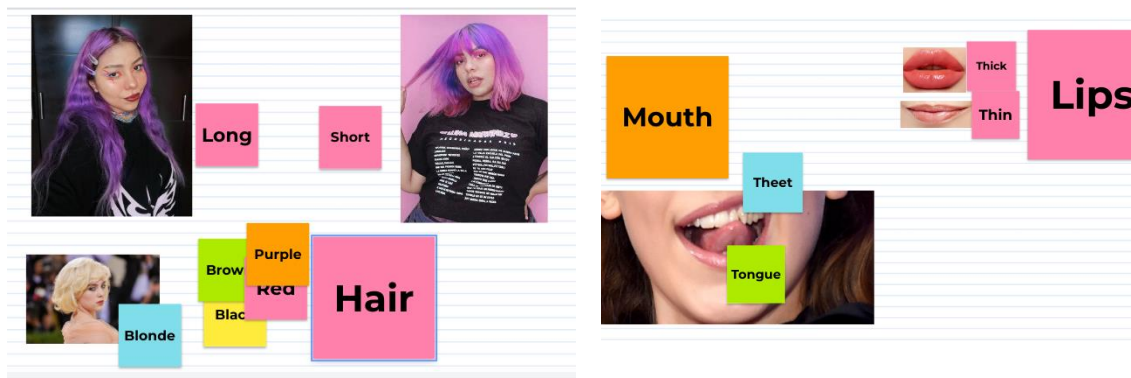 Long
Short
Purple
Brow
Red
Blac
Hair
Blonde
Mouth
Thick
Thin
Lips
Theet
Tongue